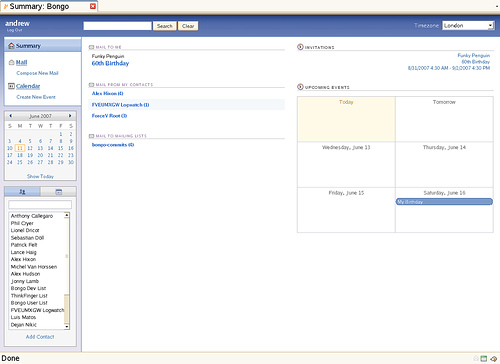 Summary: Bongo
andrew
Log Out
Search
Clear
Timezone:
London
Summary
Mail
Compose New Mail
Calendar
Create New Event
June 2007
S M T W T F S
1 2
3 4 5 6 7 8 9
10 11 12 13 14 15 16
17 18 19 20 21 22 23
24 25 26 27 28 29 30
Show Today
Anthony Callegaro
Phil Cryer
Lionel Dricot
Sebastian Döll
Patrick Felt
Lance Haig
Alex Hixon
Michel Van Horssen
Alex Hudson
Jonny Lamb
Bongo Dev List
ThinkFinger List
Bongo User List
FVEUMXGW Logwatch
Luis Matos
Dejan Nikic
Add Contact
MAIL TO ME
Funky Penguin
60th Birthday
MAIL FROM MY CONTACTS
Alex Hixon (4)
FVEUMXGW Logwatch (1)
ForceV Root (3)
MAIL TO MAILING LISTS
bongo-commits (6)
INVITATIONS
Funky Penguin
60th Birthday
8/31/2007 4:30 AM - 9/2/2007 4:30 PM
UPCOMING EVENTS
Today
Tomorrow
Wednesday, June 13
Thursday, June 14
Friday, June 15
Saturday, June 16
My Birthday
Done